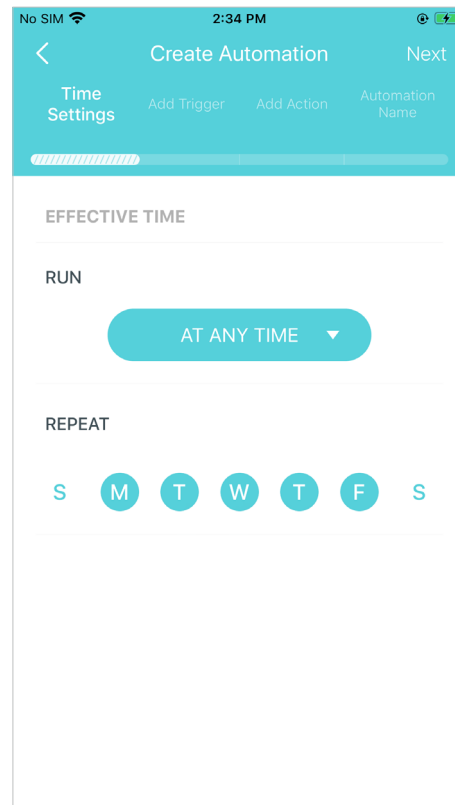 No SIM 2:34 PM
Create Automation Next
Time Settings Add Trigger Add Action Automation Name
EFFECTIVE TIME
RUN
AT ANY TIME
REPEAT
S M T W T F S